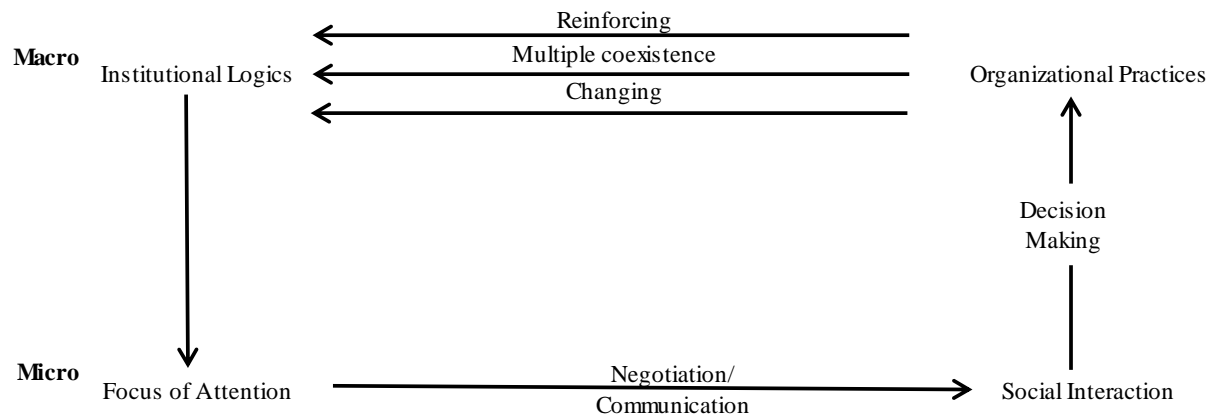 Reinforcing
Macro
Institutional Logics
Multiple coexistence
Organizational Practices
Changing
Decision
Making
Micro
Focus of Attention
Negotiation/
Communication
Social Interaction